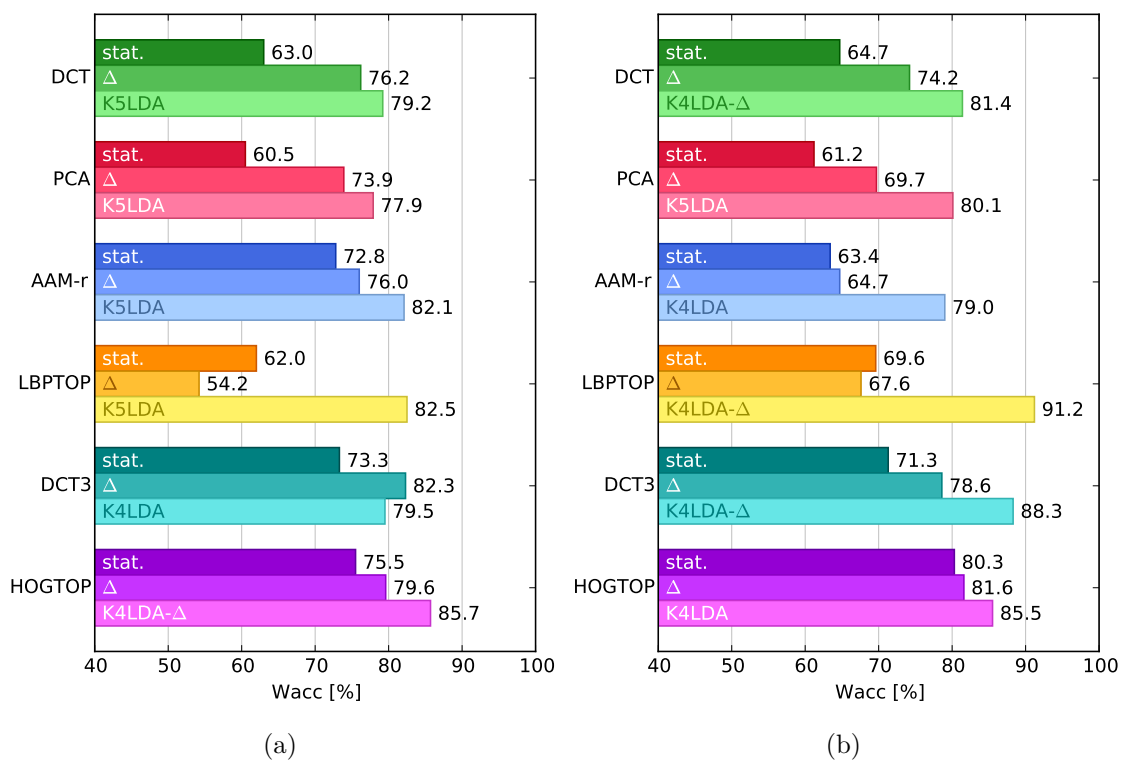 stat. 63.0
DCT Δ 76.2
K5LDA 79.2
stat. 60.5
PCA Δ 73.9
K5LDA 77.9
stat. 72.8
AAM-r Δ 76.0
K5LDA 82.1
stat. 62.0
LBPTOP Δ 54.2
K5LDA 82.5
stat. 73.3
DCT3 Δ 82.3
K4LDA 79.5
stat. 75.5
HOGTOP Δ 79.6
K4LDA-Δ 85.7
40 50 60 70 80 90 100
Wacc [%]
(a)
stat. 64.7
DCT Δ 74.2
K4LDA-Δ 81.4
stat. 61.2
PCA Δ 69.7
K5LDA 80.1
stat. 63.4
AAM-r Δ 64.7
K4LDA 79.0
stat. 69.6
LBPTOP Δ 67.6
K4LDA-Δ 91.2
stat. 71.3
DCT3 Δ 78.6
K4LDA-Δ 88.3
stat. 80.3
HOGTOP Δ 81.6
K4LDA 85.5
40 50 60 70 80 90 100
Wacc [%]
(b)